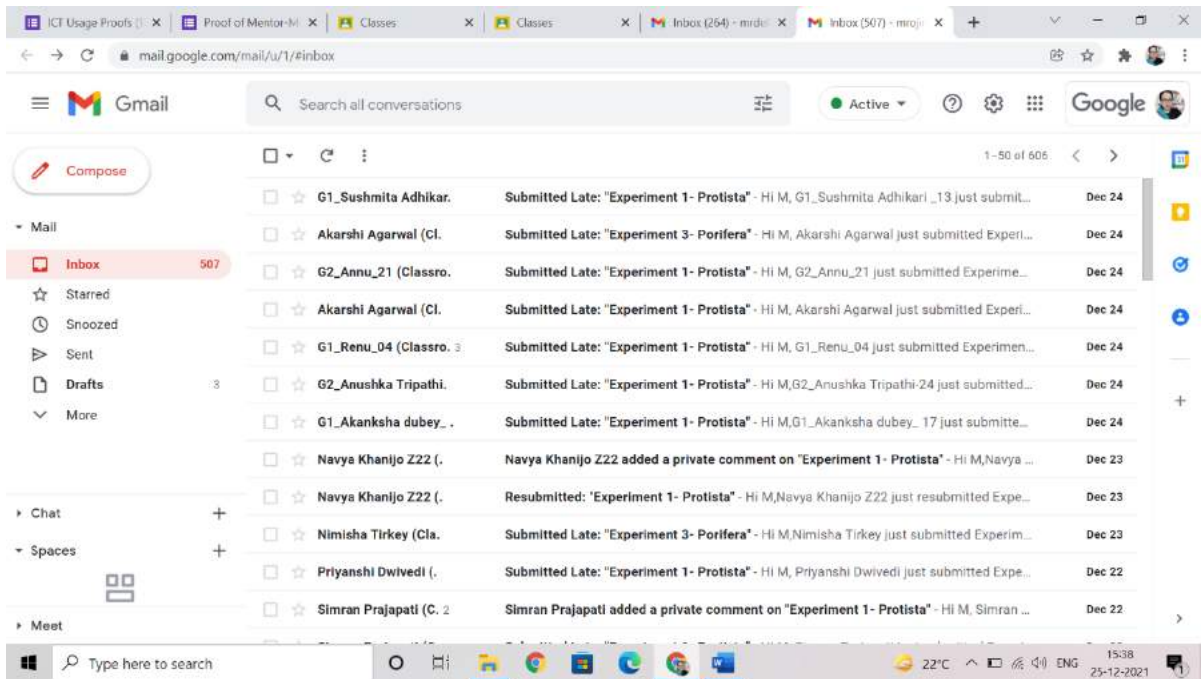 ICT Usage Proofs (
Proof of Mentor-M
Classes
Classes
Inbox (264) - mrdu
Inbox (507) - mroj
mail.google.com/mail/u/1/#inbox
Gmail
Search all conversations
Active
Google
Compose
1-50 of 606
Mail
Inbox 507
Starred
Snoozed
Sent
Drafts 3
More
Chat
Spaces
Meet
G1_Sushmita Adhikar. Submitted Late: "Experiment 1- Protista" - Hi M, G1_Sushmita Adhikari _13 just submit... Dec 24
Akarshi Agarwal (Cl. Submitted Late: "Experiment 3- Porifera" - Hi M, Akarshi Agarwal just submitted Experi... Dec 24
G2_Annu_21 (Classro. Submitted Late: "Experiment 1- Protista" - Hi M, G2_Annu_21 just submitted Experime... Dec 24
Akarshi Agarwal (Cl. Submitted Late: "Experiment 1- Protista" - Hi M, Akarshi Agarwal just submitted Experi... Dec 24
G1_Renu_04 (Classro. 3 Submitted Late: "Experiment 1- Protista" - Hi M, G1_Renu_04 just submitted Experimen... Dec 24
G2_Anushka Tripathi. Submitted Late: "Experiment 1- Protista" - Hi M,G2_Anushka Tripathi-24 just submitted... Dec 24
G1_Akanksha dubey_ . Submitted Late: "Experiment 1- Protista" - Hi M,G1_Akanksha dubey_ 17 just submitte... Dec 24
Navya Khanijo Z22 (. Navya Khanijo Z22 added a private comment on "Experiment 1- Protista" - Hi M,Navya ... Dec 23
Navya Khanijo Z22 (. Resubmitted: "Experiment 1- Protista" - Hi M,Navya Khanijo Z22 just resubmitted Expe... Dec 23
Nimisha Tirkey (Cla. Submitted Late: "Experiment 3- Porifera" - Hi M,Nimisha Tirkey just submitted Experim... Dec 23
Priyanshi Dwivedi (. Submitted Late: "Experiment 1- Protista" - Hi M, Priyanshi Dwivedi just submitted Expe... Dec 22
Simran Prajapati (C. 2 Simran Prajapati added a private comment on "Experiment 1- Protista" - Hi M, Simran ... Dec 22
Type here to search
22°C
ENG
15:38
25-12-2021